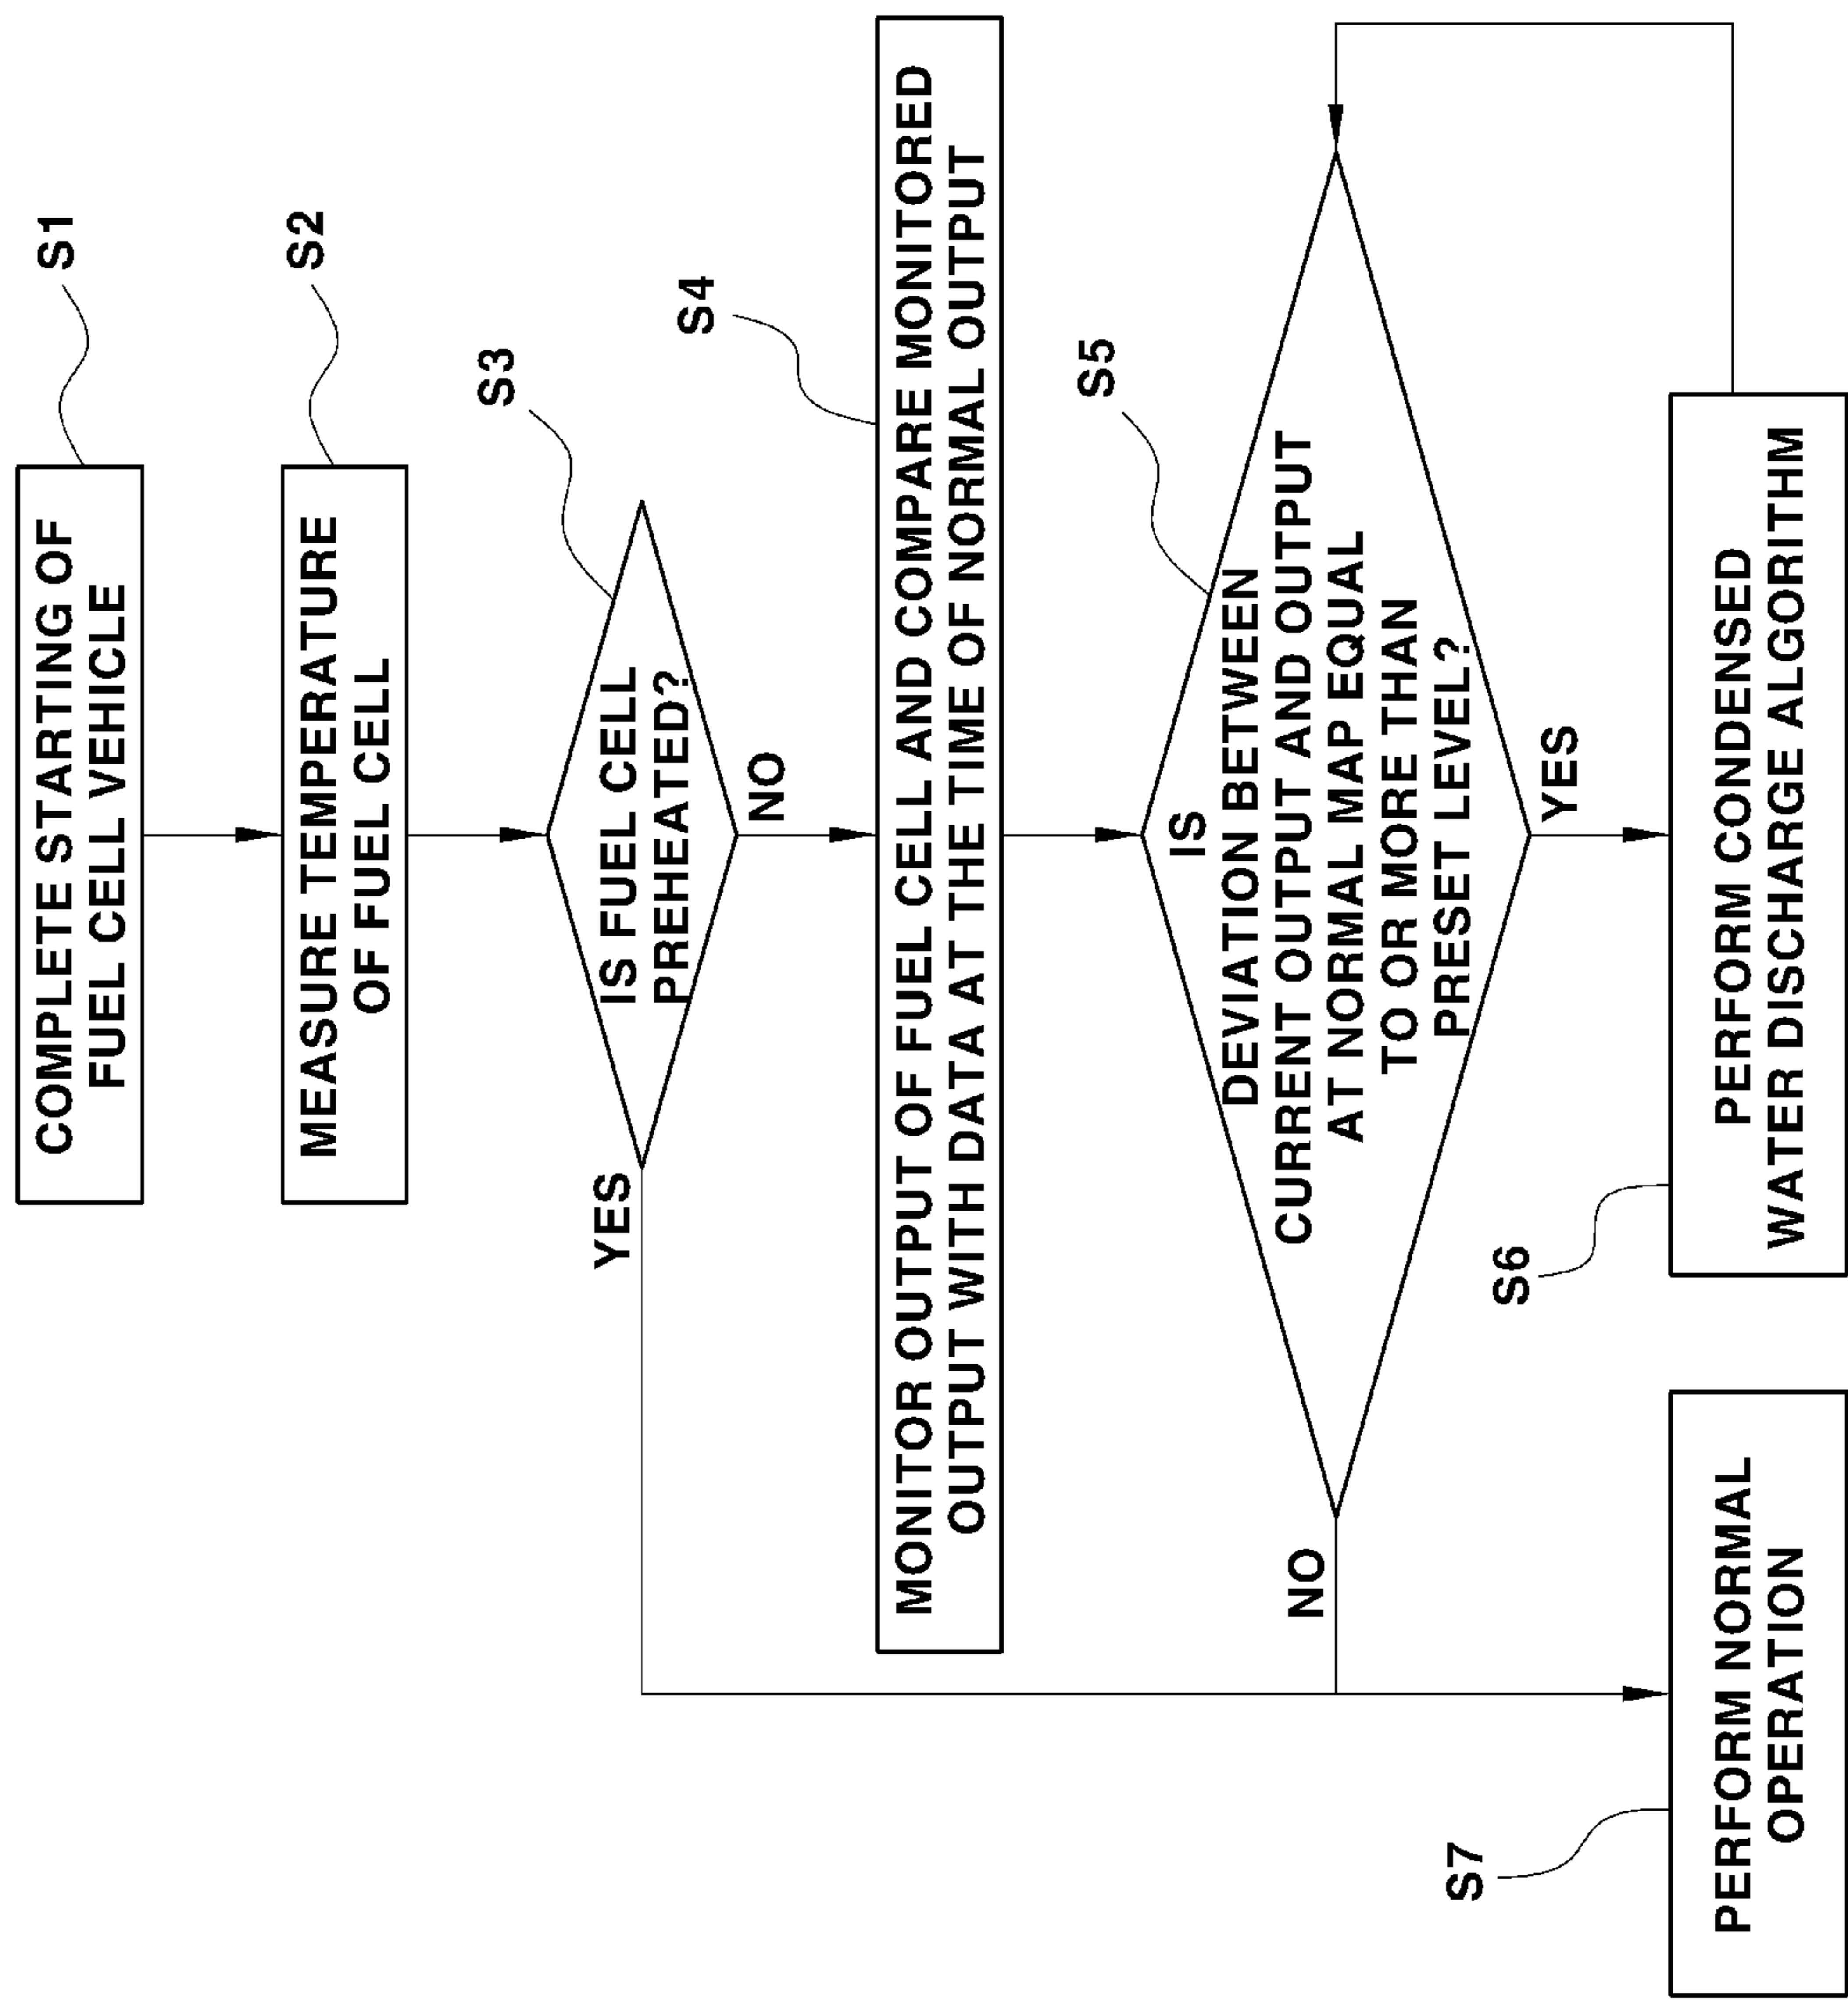 COMPLETE STARTING OF
FUEL CELL VEHICLE
S1
MEASURE TEMPERATURE
OF FUEL CELL
S2
S3
IS FUEL CELL
PREHEATED?
YES
NO
S4
MONITOR OUTPUT OF FUEL CELL AND COMPARE MONITORED
OUTPUT WITH DATA AT THE TIME OF NORMAL OUTPUT
S5
IS
DEVIATION BETWEEN
CURRENT OUTPUT AND OUTPUT
AT NORMAL MAP EQUAL
TO OR MORE THAN
PRESET LEVEL?
NO
YES
S6
PERFORM CONDENSED
WATER DISCHARGE ALGORITHM
S7
PERFORM NORMAL
OPERATION